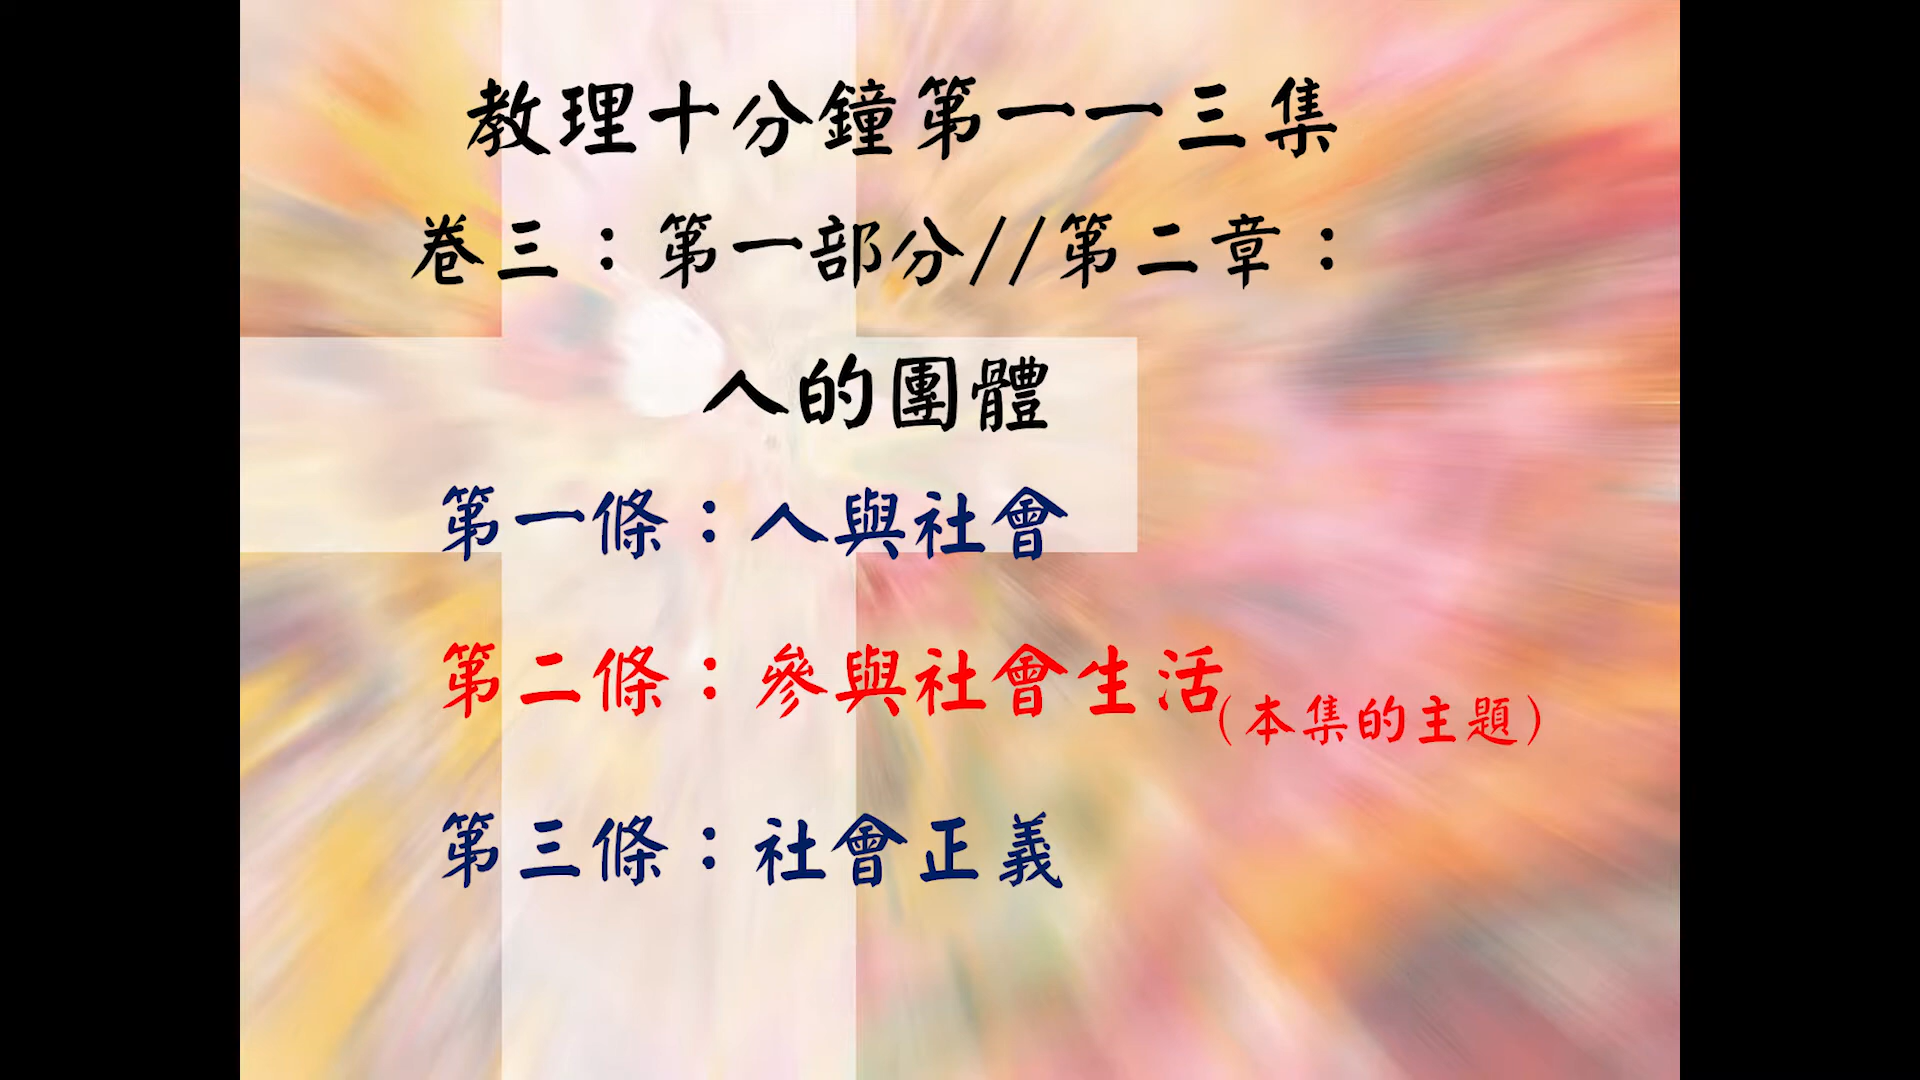 教理十分鐘第一一三集
卷三：第一部分//第二章：
人的團體
第一條：人與社會
第二條：參與社會生活(本集的主題)
第三條：社會正義